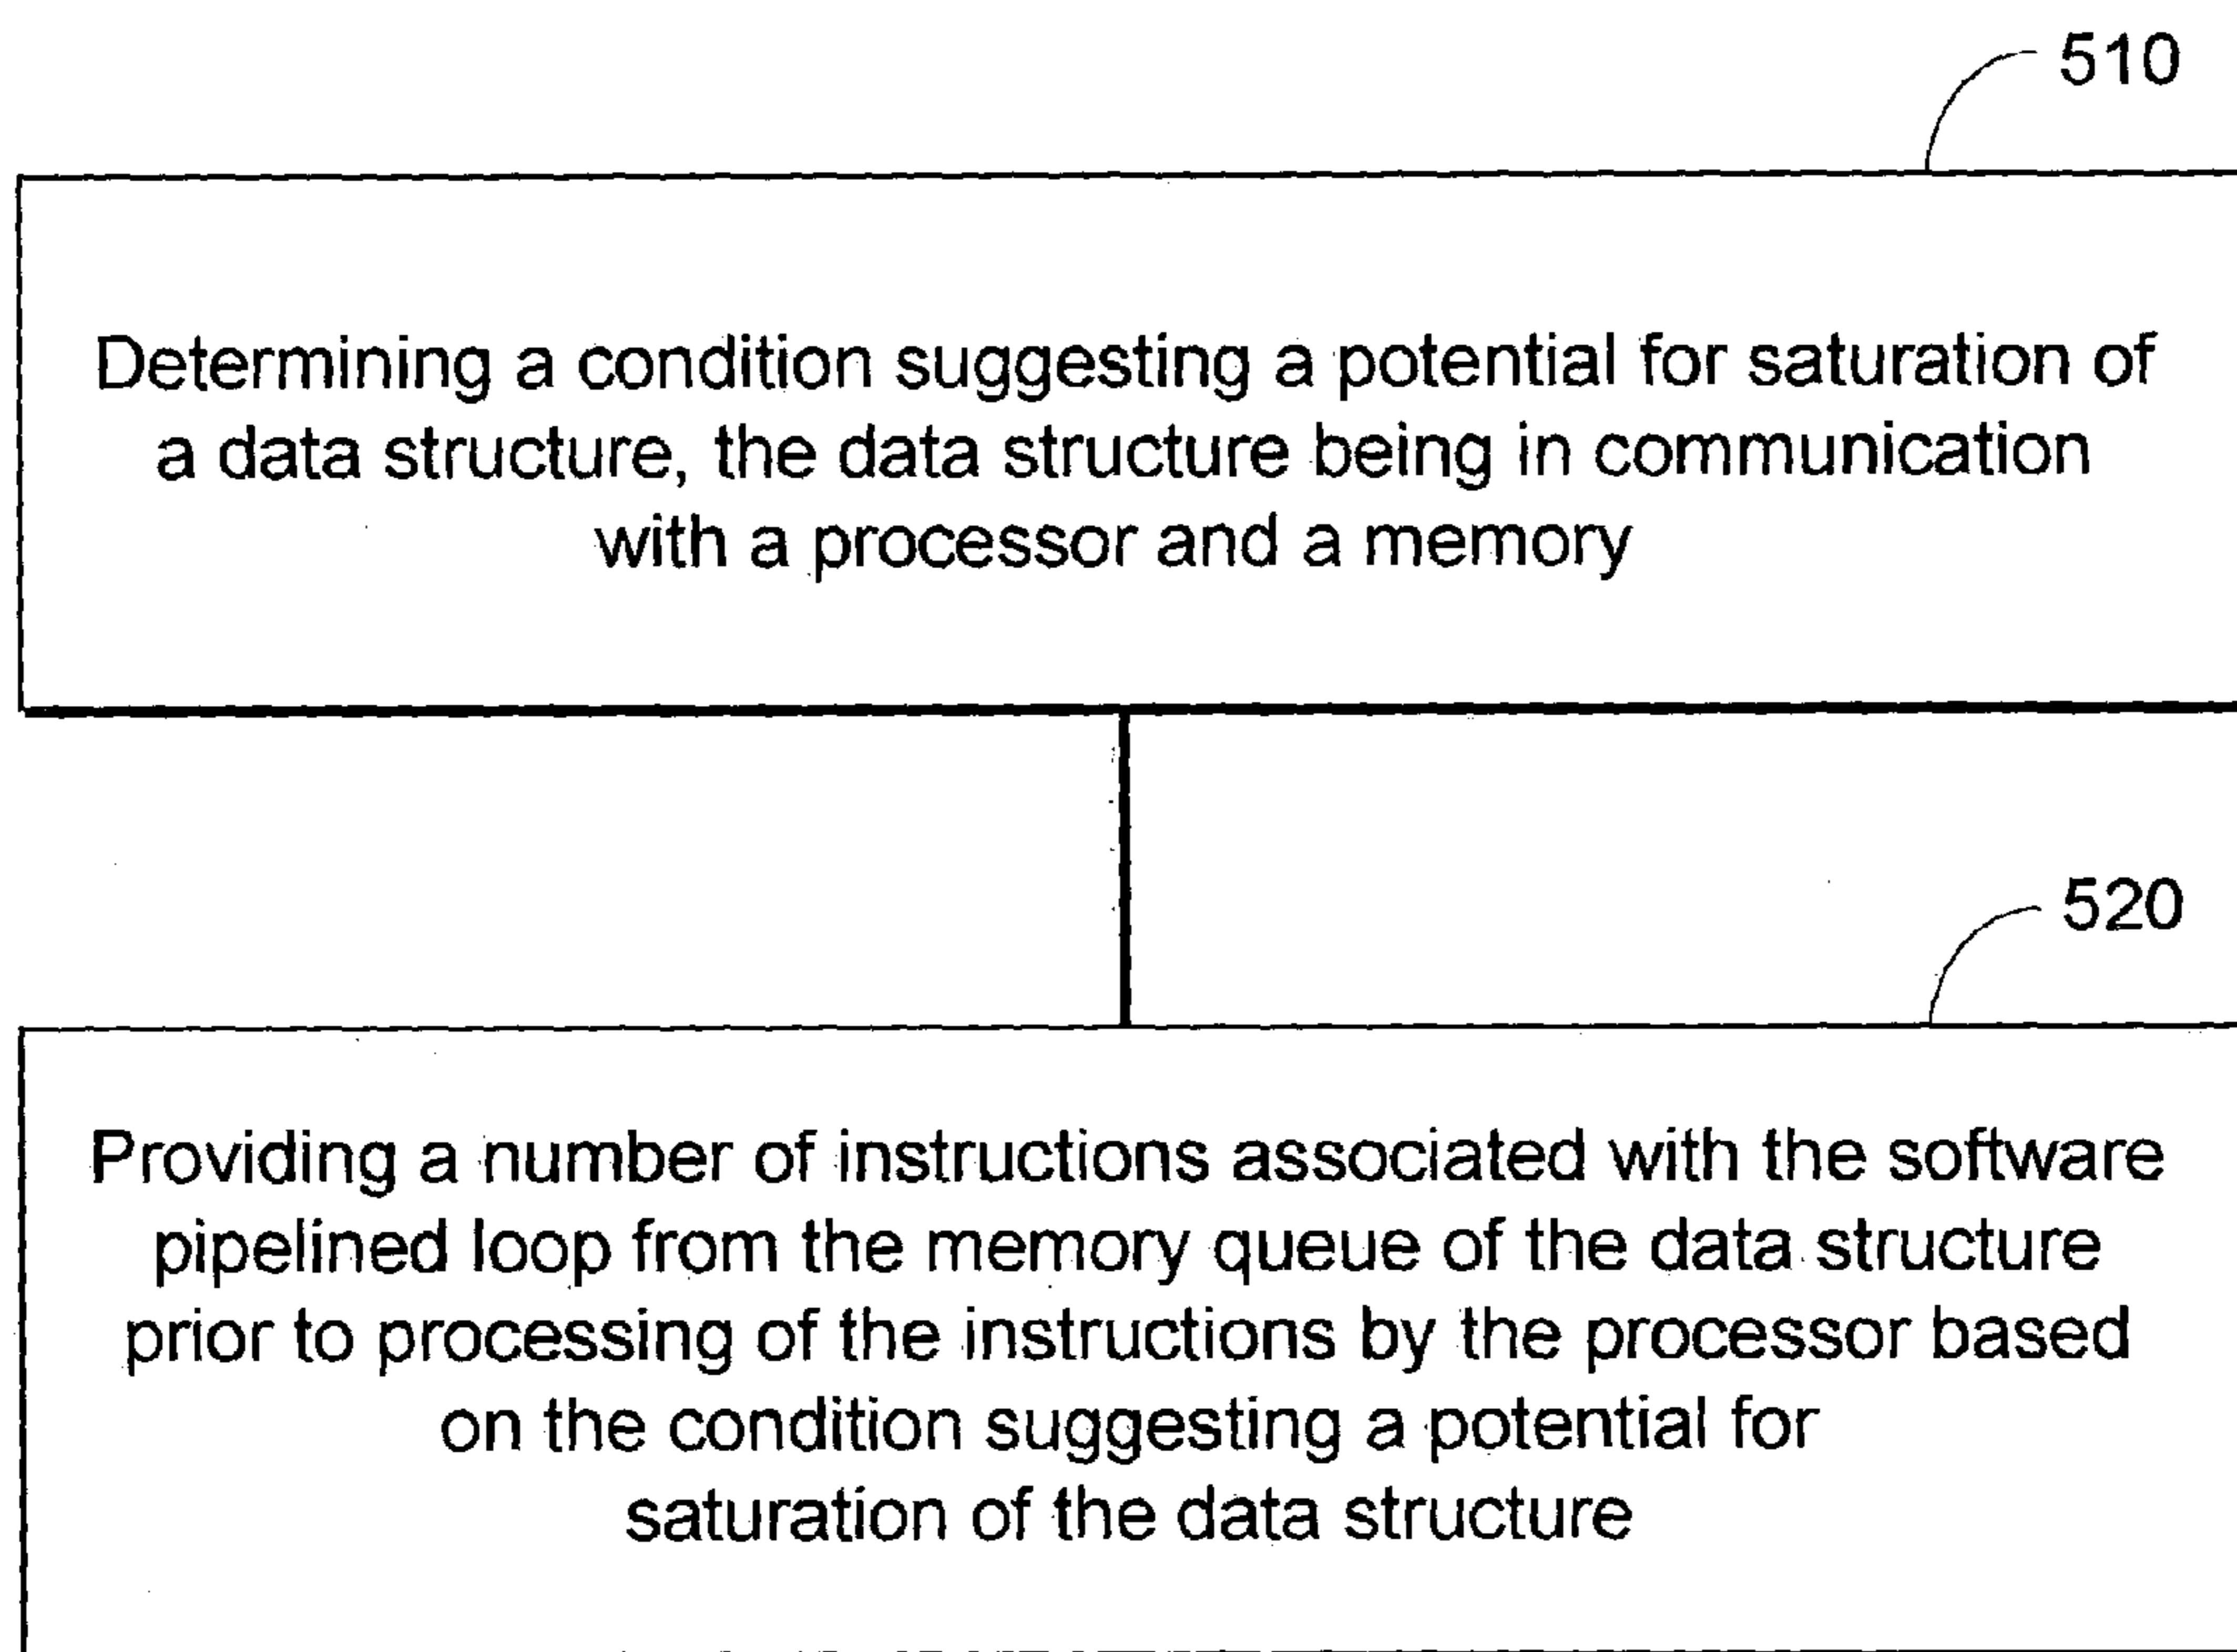 510
Determining a condition suggesting a potential for saturation of
a data structure, the data structure being in communication
with a processor and a memory
520
Providing a number of instructions associated with the software
pipelined loop from the memory queue of the data structure
prior to processing of the instructions by the processor based
on the condition suggesting a potential for
saturation of the data structure